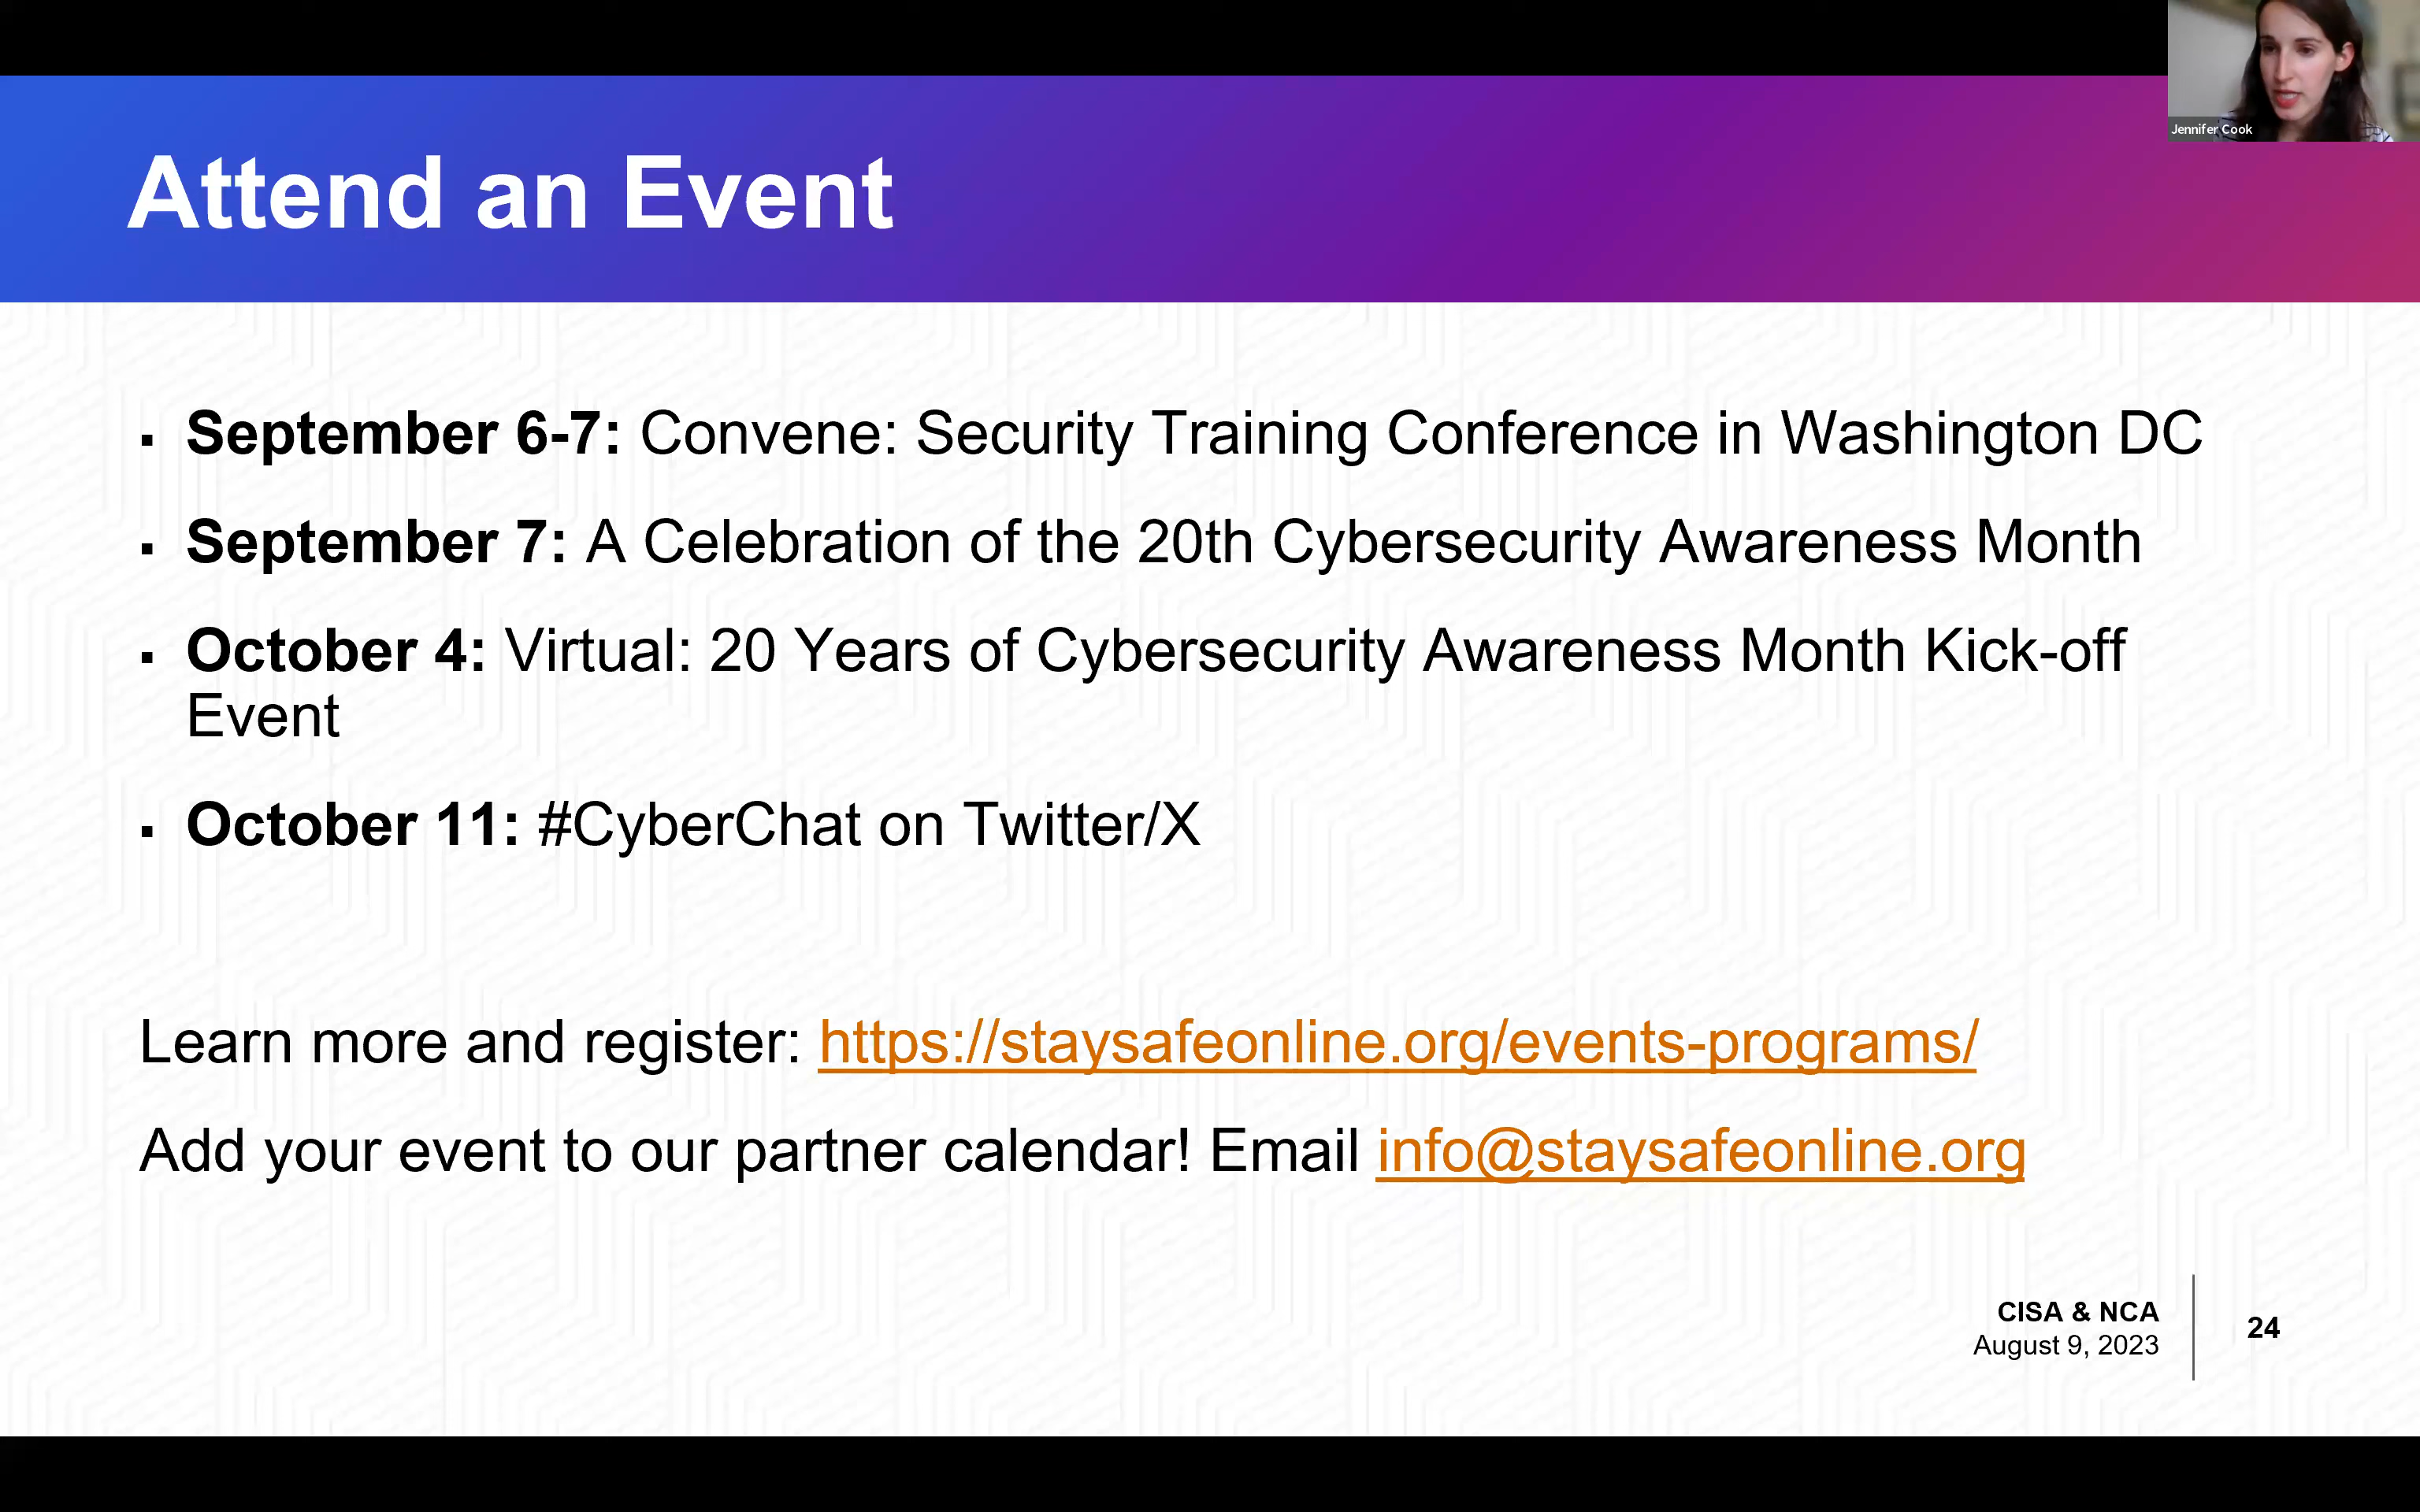 Jennifer Cook
Attend an Event
▪ September 6-7: Convene: Security Training Conference in Washington DC
▪ September 7: A Celebration of the 20th Cybersecurity Awareness Month
▪ October 4: Virtual: 20 Years of Cybersecurity Awareness Month Kick-off
Event
▪ October 11: #CyberChat on Twitter/X
Learn more and register: https://staysafeonline.org/events-programs/
Add your event to our partner calendar! Email info@staysafeonline.org
CISA & NCA
August 9, 2023
24